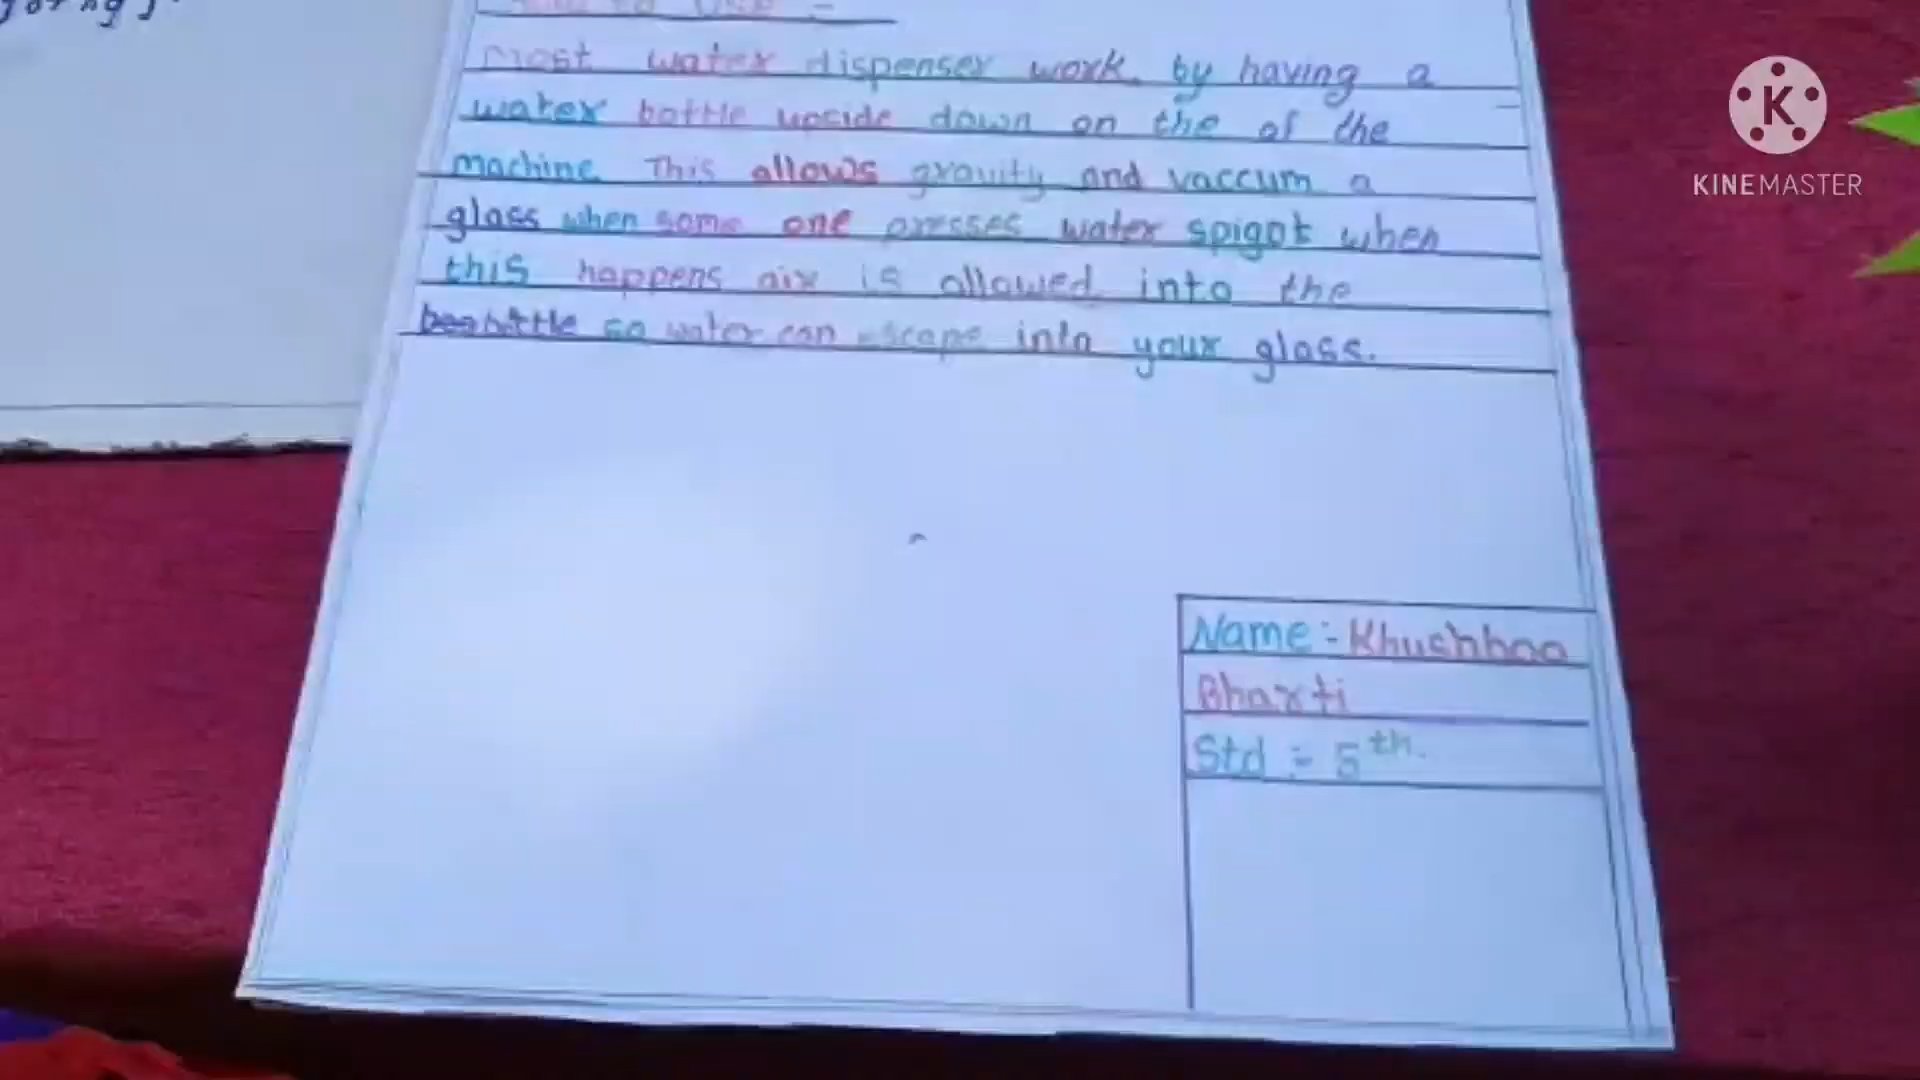 most water dispenser work by having a
water bottle upside down on the of the
machine This allows gravity and vaccum a
glass when some one presses water spigot when
this happens air is allowed into the
bottle so water can escape into your glass.
Name :- Khushboo
Bharti
Std :- 5th.
KINEMASTER